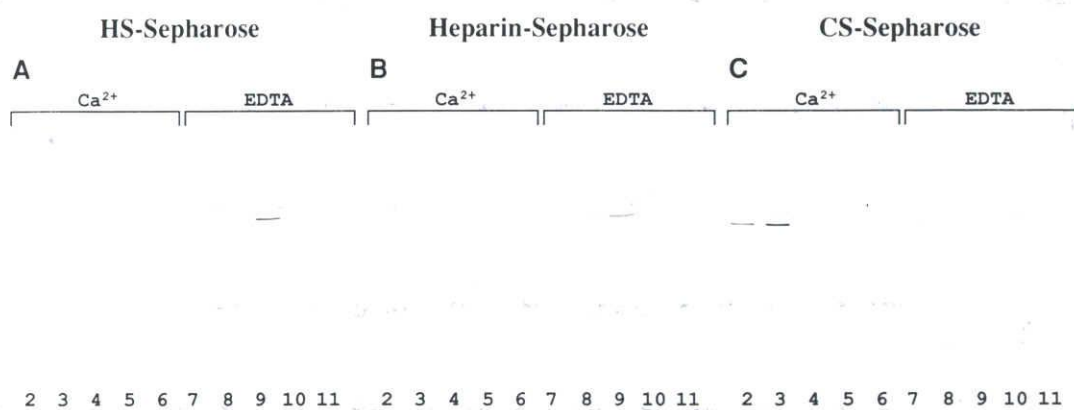 HS-Sepharose Heparin-Sepharose CS-Sepharose
A B C
Ca²⁺ EDTA Ca²⁺ EDTA Ca²⁺ EDTA
2 3 4 5 6 7 8 9 10 11 2 3 4 5 6 7 8 9 10 11 2 3 4 5 6 7 8 9 10 11